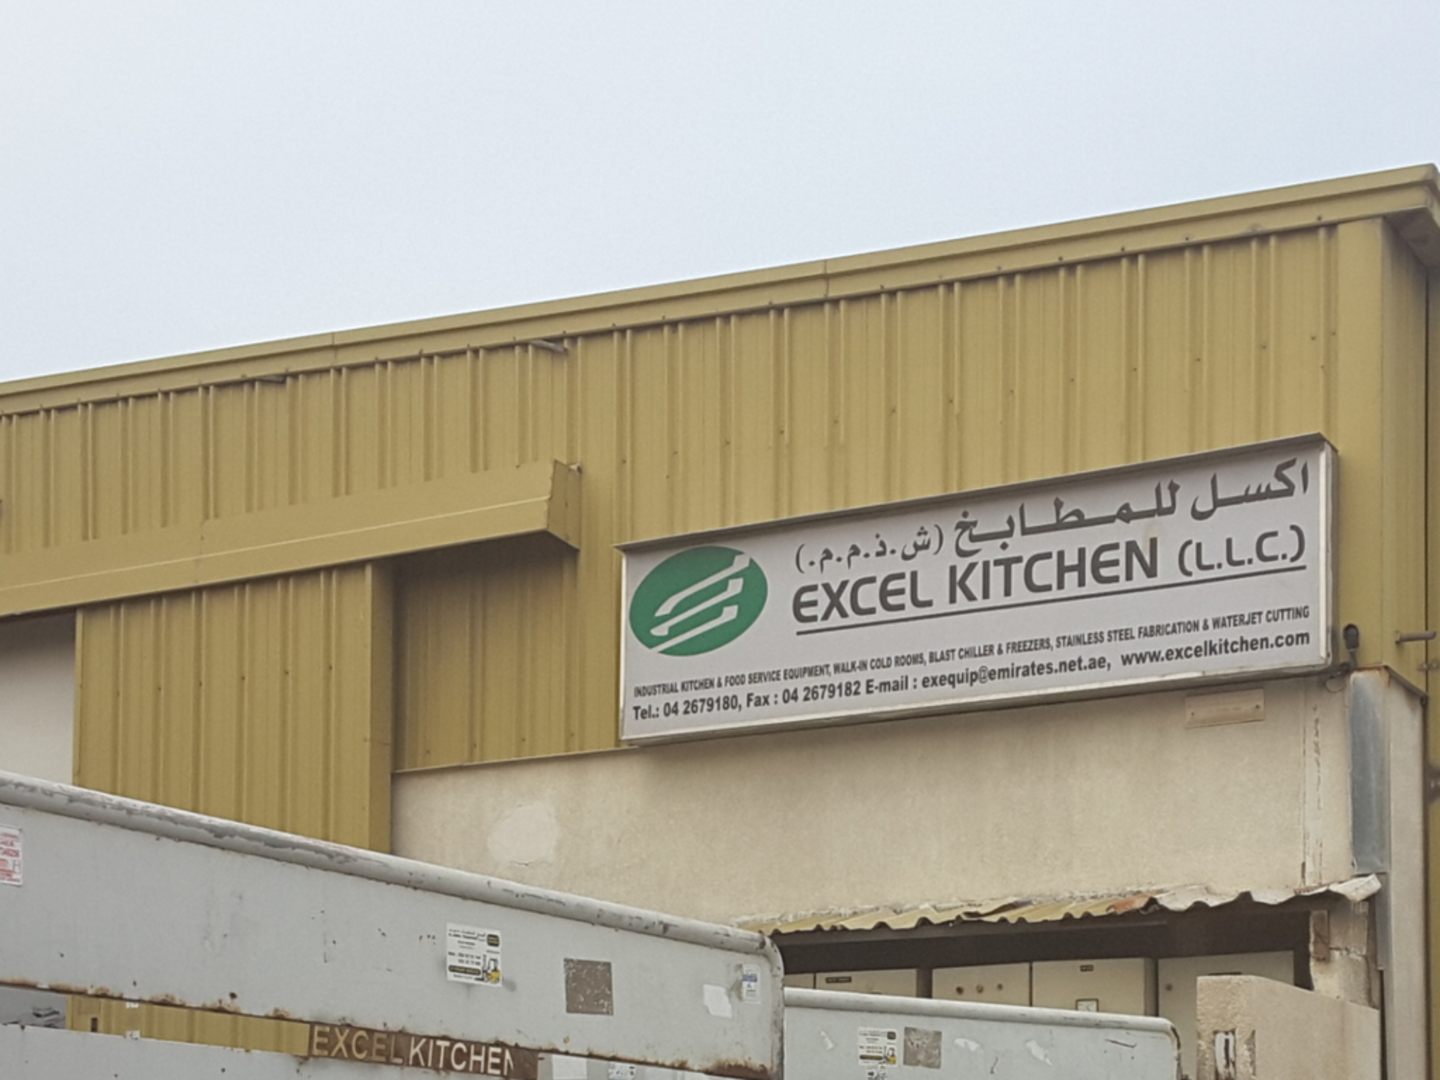 اكسل للمطابخ (ش.ذ.م.م.)
EXCEL KITCHEN (L.L.C.)
INDUSTRIAL KITCHEN & FOOD SERVICE EQUIPMENT, WALK-IN COLD ROOMS, BLAST CHILLER & FREEZERS, STAINLESS STEEL FABRICATION & WATERJET CUTTING
Tel.: 04 2679180, Fax : 04 2679182 E-mail : exequip@emirates.net.ae, www.excelkitchen.com
EXCEL KITCHEN